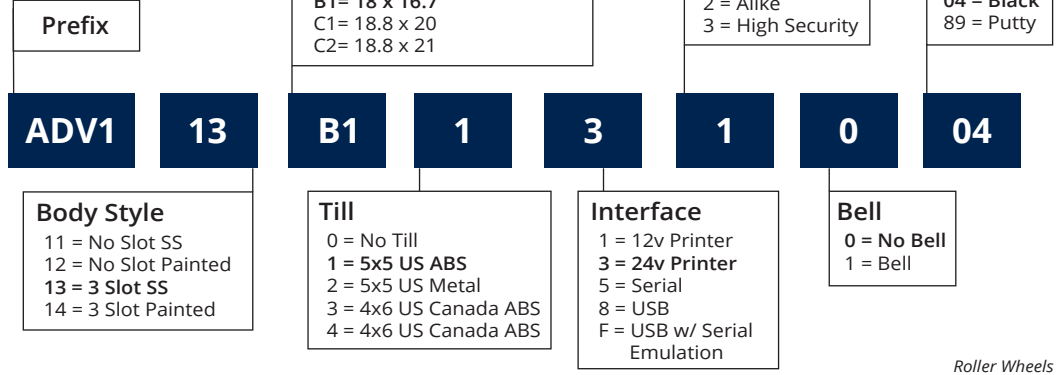 Prefix
B1= 18 x 16.7
C1= 18.8 x 20
C2= 18.8 x 21
2 = Alike
3 = High Security
04 = Black
89 = Putty
ADV1 13 B1 1 3 1 0 04
Body Style
11 = No Slot SS
12 = No Slot Painted
13 = 3 Slot SS
14 = 3 Slot Painted
Till
0 = No Till
1 = 5x5 US ABS
2 = 5x5 US Metal
3 = 4x6 US Canada ABS
4 = 4x6 US Canada ABS
Interface
1 = 12v Printer
3 = 24v Printer
5 = Serial
8 = USB
F = USB w/ Serial
Emulation
Bell
0 = No Bell
1 = Bell
Roller Wheels